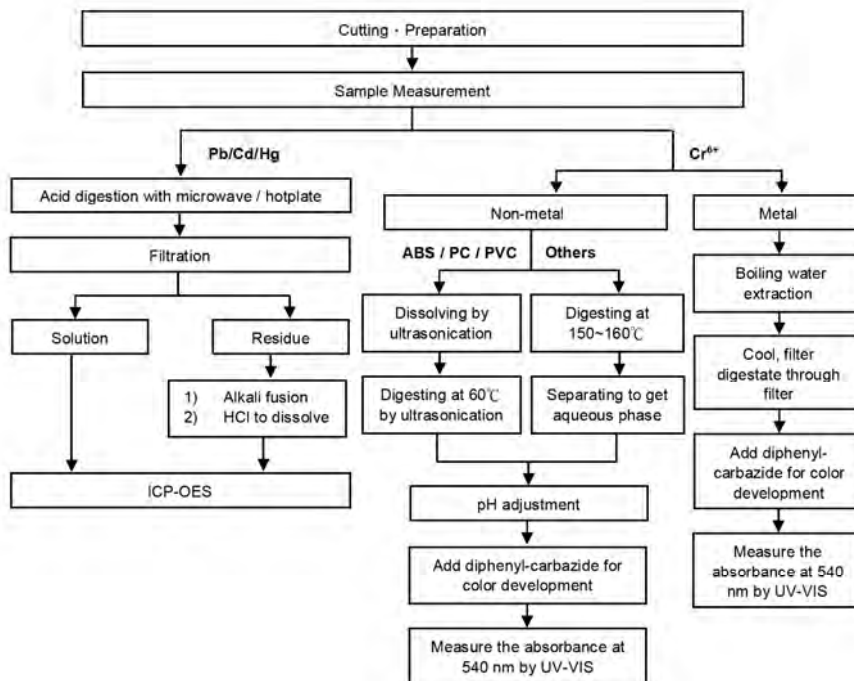 Cutting・Preparation
Sample Measurement
Pb/Cd/Hg
Cr⁶⁺
Acid digestion with microwave / hotplate
Filtration
Solution
Residue
1) Alkali fusion
2) HCl to dissolve
ICP-OES
Non-metal
ABS / PC / PVC
Others
Dissolving by
ultrasonication
Digesting at 60℃
by ultrasonication
Digesting at
150~160℃
Separating to get
aqueous phase
pH adjustment
Add diphenyl-carbazide for
color development
Measure the absorbance at
540 nm by UV-VIS
Metal
Boiling water
extraction
Cool, filter
digestate through
filter
Add diphenyl-
carbazide for color
development
Measure the
absorbance at 540
nm by UV-VIS